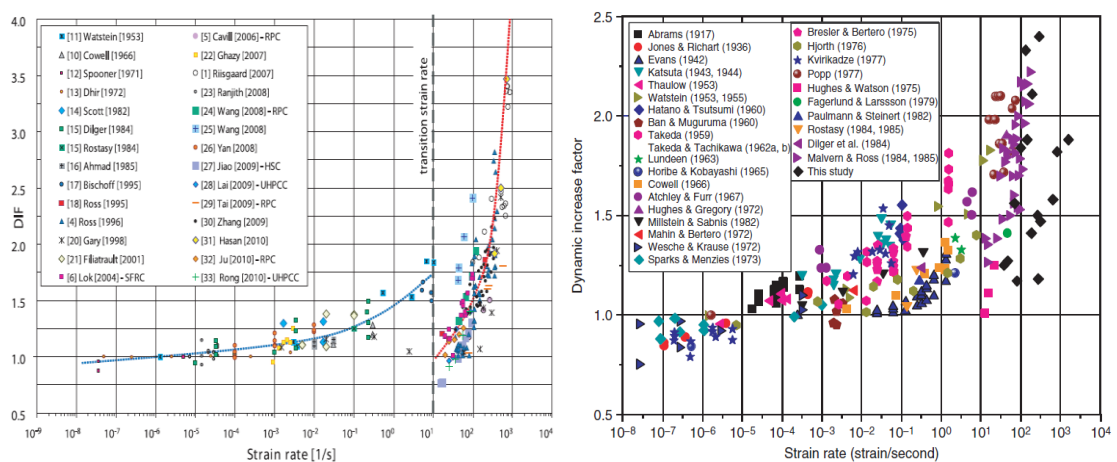 4.0
3.5
3.0
2.5
2.0
1.5
1.0
0.5
DIF
[11] Watstein [1953]
[10] Cowell [1966]
[12] Spooner [1971]
[13] Dhir [1972]
[14] Scott [1982]
[15] Dilger [1984]
[15] Rostasy [1984]
[16] Ahmad [1985]
[17] Bischoff [1995]
[18] Ross [1995]
[4] Ross [1996]
[20] Gary [1998]
[21] Filiatrault [2001]
[6] Lok [2004]-SFRC
[5] Cavill [2006]-RPC
[22] Ghazy [2007]
[1] Riisgaard [2007]
[23] Ranjith [2008]
[24] Wang [2008]-RPC
[25] Wang [2008]
[26] Yan [2008]
[27] Jiao [2009]-HSC
[28] Lai [2009]-UHPCC
[29] Tai [2009]-RPC
[30] Zhang [2009]
[31] Hasan [2010]
[32] Ju [2010]-RPC
[33] Rong [2010]-UHPCC
transition strain rate
10⁻⁹ 10⁻⁸ 10⁻⁷ 10⁻⁶ 10⁻⁵ 10⁻⁴ 10⁻³ 10⁻² 10⁻¹ 10⁰ 10¹ 10² 10³ 10⁴
Strain rate [1/s]
2.5
2.0
1.5
1.0
0.5
Dynamic increase factor
Abrams (1917)
Jones & Richart (1936)
Evans (1942)
Katsuta (1943, 1944)
Thaulow (1953)
Watstein (1953, 1955)
Hatano & Tsutsumi (1960)
Ban & Muguruma (1960)
Takeda (1959)
Takeda & Tachikawa (1962a, b)
Lundeen (1963)
Horibe & Kobayashi (1965)
Cowell (1966)
Atchley & Furr (1967)
Hughes & Gregory (1972)
Millstein & Sabnis (1982)
Mahin & Bertero (1972)
Wesche & Krause (1972)
Sparks & Menzies (1973)
Bresler & Bertero (1975)
Hjorth (1976)
Kvirikadze (1977)
Popp (1977)
Hughes & Watson (1975)
Fagerlund & Larssson (1979)
Paulmann & Steinert (1982)
Rostasy (1984, 1985)
Dilger et al. (1984)
Malvern & Ross (1984, 1985)
This study
10⁻⁸ 10⁻⁷ 10⁻⁶ 10⁻⁵ 10⁻⁴ 10⁻³ 10⁻² 10⁻¹ 10⁰ 10¹ 10² 10³ 10⁴
Strain rate (strain/second)